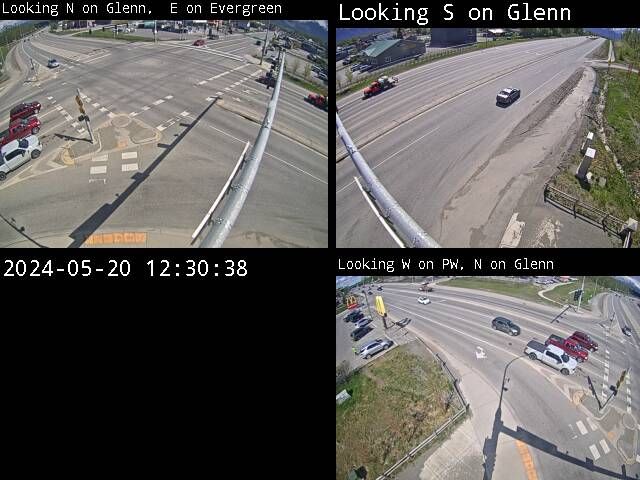 Looking N on Glenn,  E on Evergreen
Looking S on Glenn
2024-05-20 12:30:38
Looking W on PW, N on Glenn